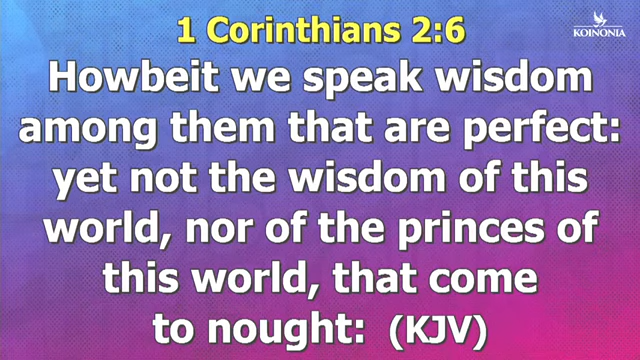 1 Corinthians 2:6
KOINONIA
Howbeit we speak wisdom
among them that are perfect:
yet not the wisdom of this
world, nor of the princes of
this world, that come
to nought: (KJV)